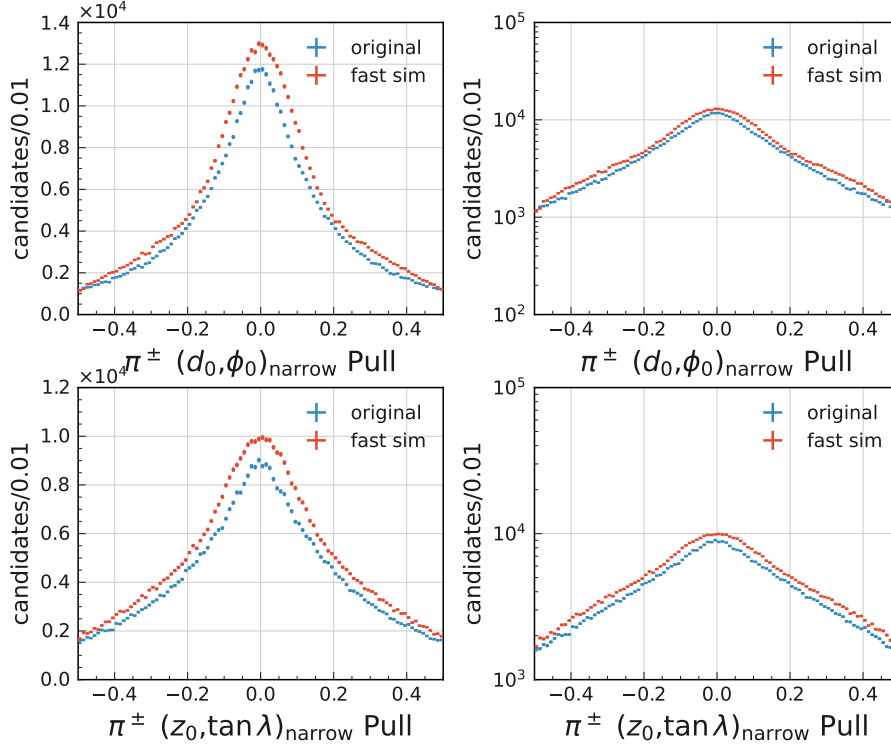 ×10⁴
1.4
1.2
1.0
0.8
0.6
0.4
0.2
0.0
candidates/0.01
original
fast sim
−0.4 −0.2 0.0 0.2 0.4
π± (d₀,ϕ₀)narrow Pull
10⁵
10⁴
10³
10²
candidates/0.01
original
fast sim
−0.4 −0.2 0.0 0.2 0.4
π± (d₀,ϕ₀)narrow Pull
×10⁴
1.2
1.0
0.8
0.6
0.4
0.2
0.0
candidates/0.01
original
fast sim
−0.4 −0.2 0.0 0.2 0.4
π± (z₀,tan λ)narrow Pull
10⁵
10⁴
10³
candidates/0.01
original
fast sim
−0.4 −0.2 0.0 0.2 0.4
π± (z₀,tan λ)narrow Pull